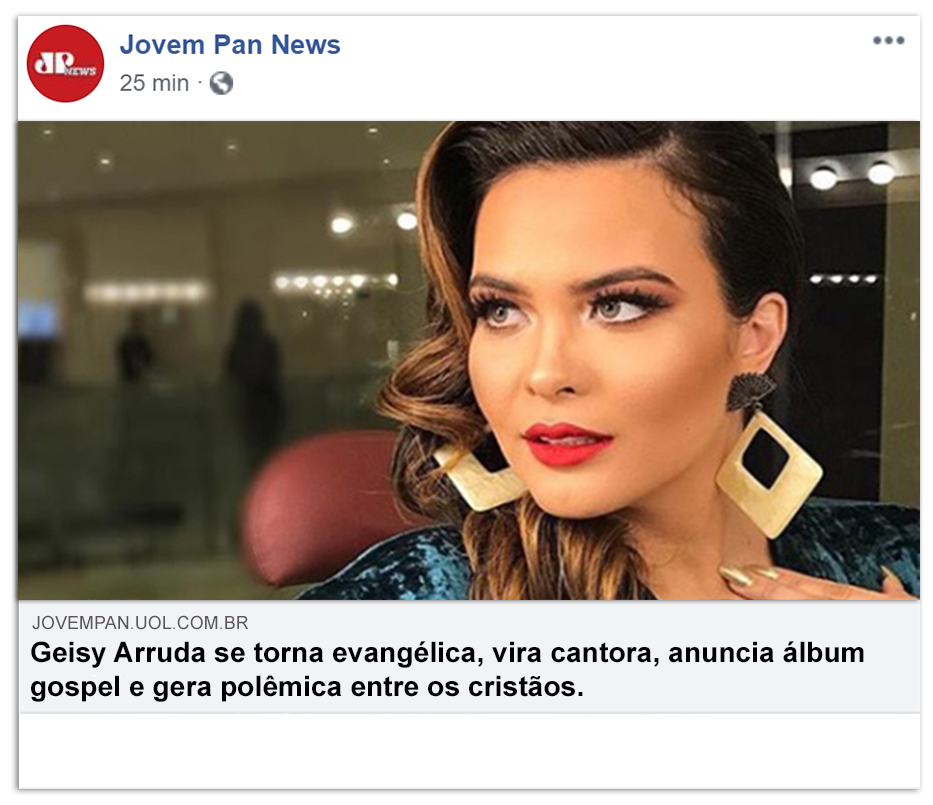 JP NEWS
Jovem Pan News
25 min ·
JOVEMPAN.UOL.COM.BR
Geisy Arruda se torna evangélica, vira cantora, anuncia álbum
gospel e gera polêmica entre os cristãos.